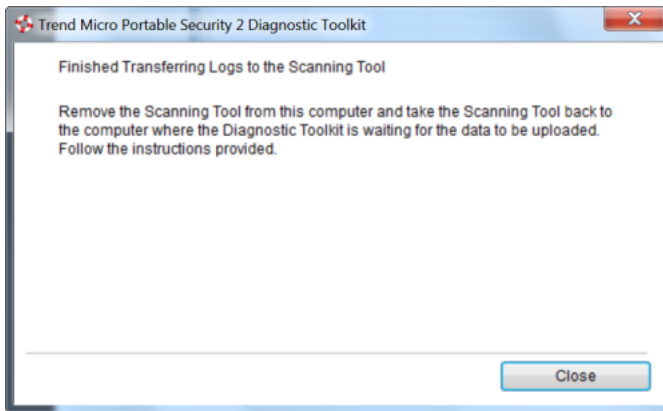 Trend Micro Portable Security 2 Diagnostic Toolkit
Finished Transferring Logs to the Scanning Tool
Remove the Scanning Tool from this computer and take the Scanning Tool back to
the computer where the Diagnostic Toolkit is waiting for the data to be uploaded.
Follow the instructions provided.
Close